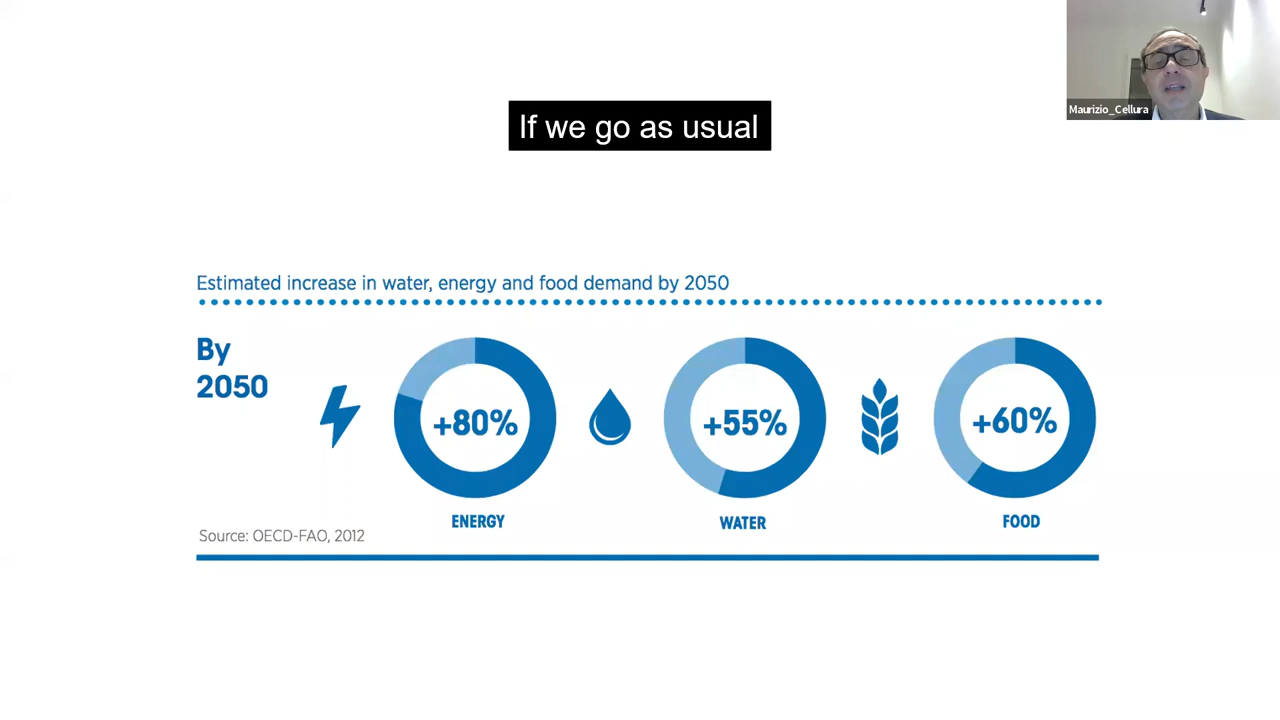 Maurizio_Cellura
If we go as usual
Estimated increase in water, energy and food demand by 2050
By
2050
+80%
+55%
+60%
ENERGY
WATER
FOOD
Source: OECD-FAO, 2012